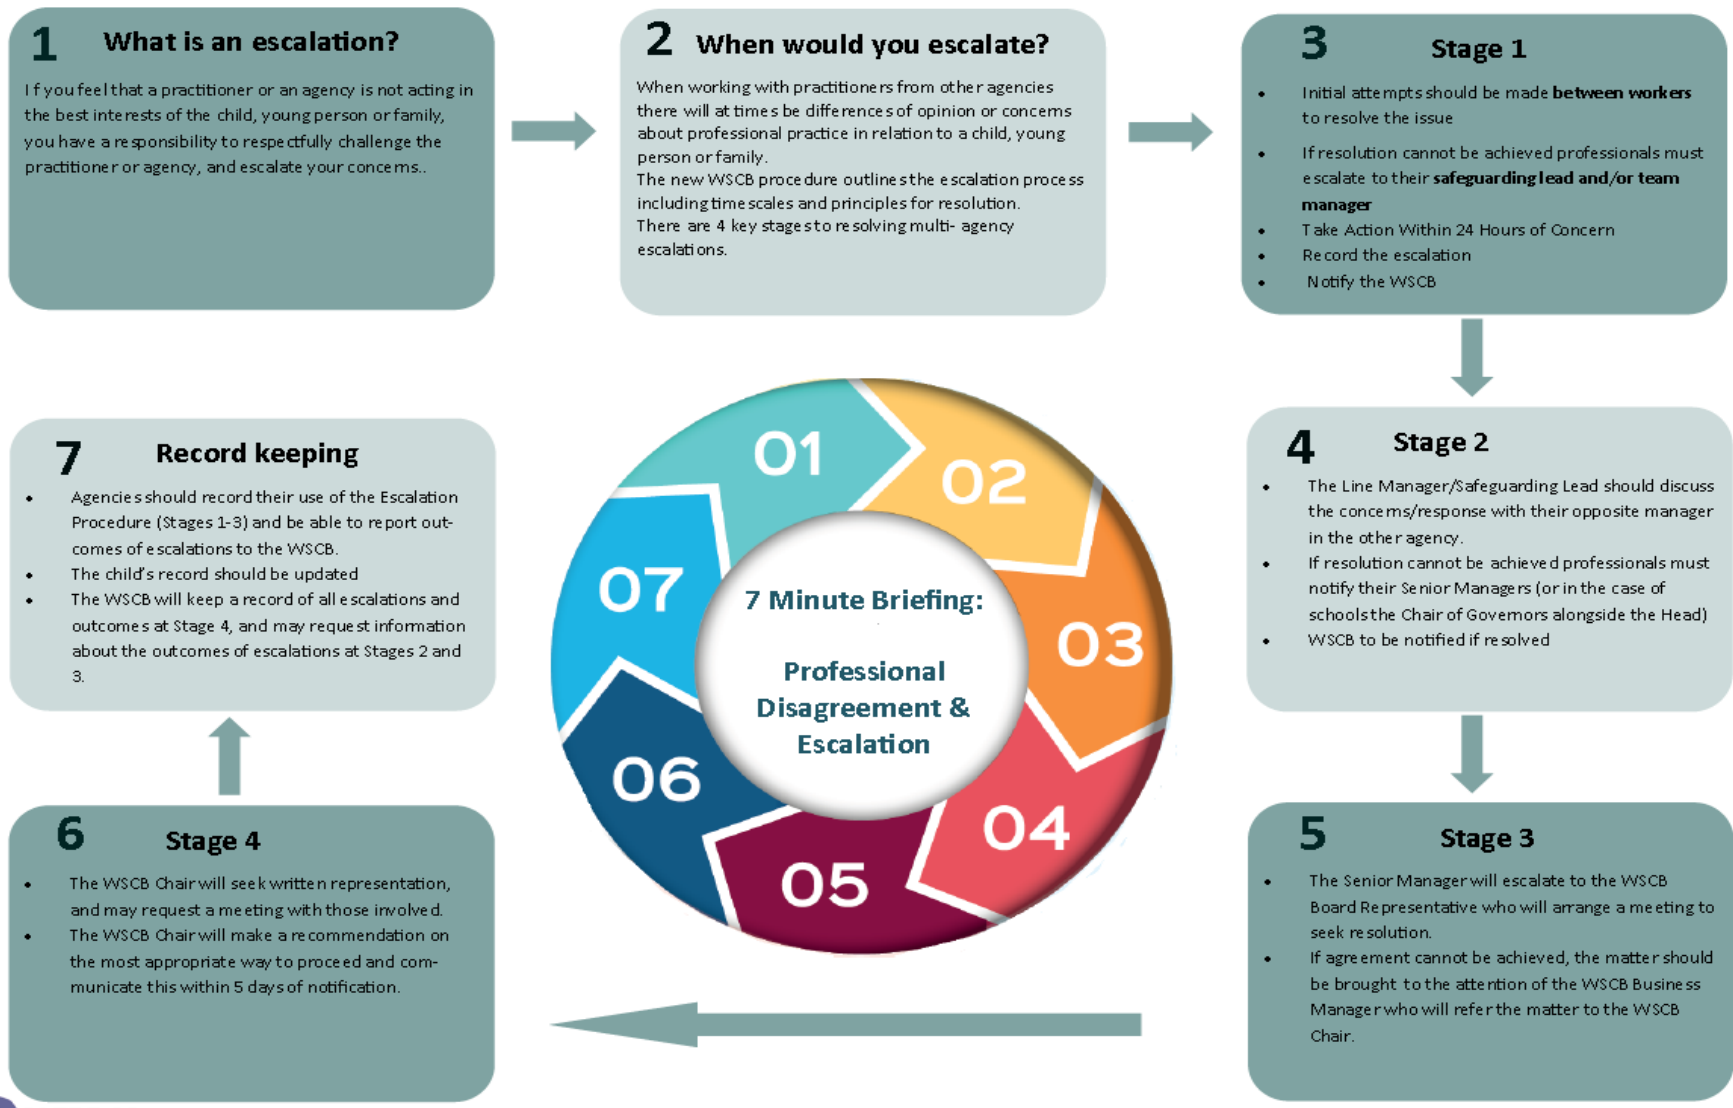 1 What is an escalation?
If you feel that a practitioner or an agency is not acting in
the best interests of the child, young person or family,
you have a responsibility to respectfully challenge the
practitioner or agency, and escalate your concerns..
2 When would you escalate?
When working with practitioners from other agencies
there will at times be differences of opinion or concerns
about professional practice in relation to a child, young
person or family.
The new WSCB procedure outlines the escalation process
including timescales and principles for resolution.
There are 4 key stages to resolving multi- agency
escalations.
3 Stage 1
• Initial attempts should be made between workers
to resolve the issue
• If resolution cannot be achieved professionals must
escalate to their safeguarding lead and/or team
manager
• Take Action Within 24 Hours of Concern
• Record the escalation
• Notify the WSCB
4 Stage 2
• The Line Manager/Safeguarding Lead should discuss
the concerns/response with their opposite manager
in the other agency.
• If resolution cannot be achieved professionals must
notify their Senior Managers (or in the case of
schools the Chair of Governors alongside the Head)
• WSCB to be notified if resolved
5 Stage 3
• The Senior Manager will escalate to the WSCB
Board Representative who will arrange a meeting to
seek resolution.
• If agreement cannot be achieved, the matter should
be brought to the attention of the WSCB Business
Manager who will refer the matter to the WSCB
Chair.
6 Stage 4
• The WSCB Chair will seek written representation,
and may request a meeting with those involved.
• The WSCB Chair will make a recommendation on
the most appropriate way to proceed and com-
municate this within 5 days of notification.
7 Record keeping
• Agencies should record their use of the Escalation
Procedure (Stages 1-3) and be able to report out-
comes of escalations to the WSCB.
• The child's record should be updated
• The WSCB will keep a record of all escalations and
outcomes at Stage 4, and may request information
about the outcomes of escalations at Stages 2 and
3.
01
02
03
04
05
06
07
7 Minute Briefing:
Professional
Disagreement &
Escalation